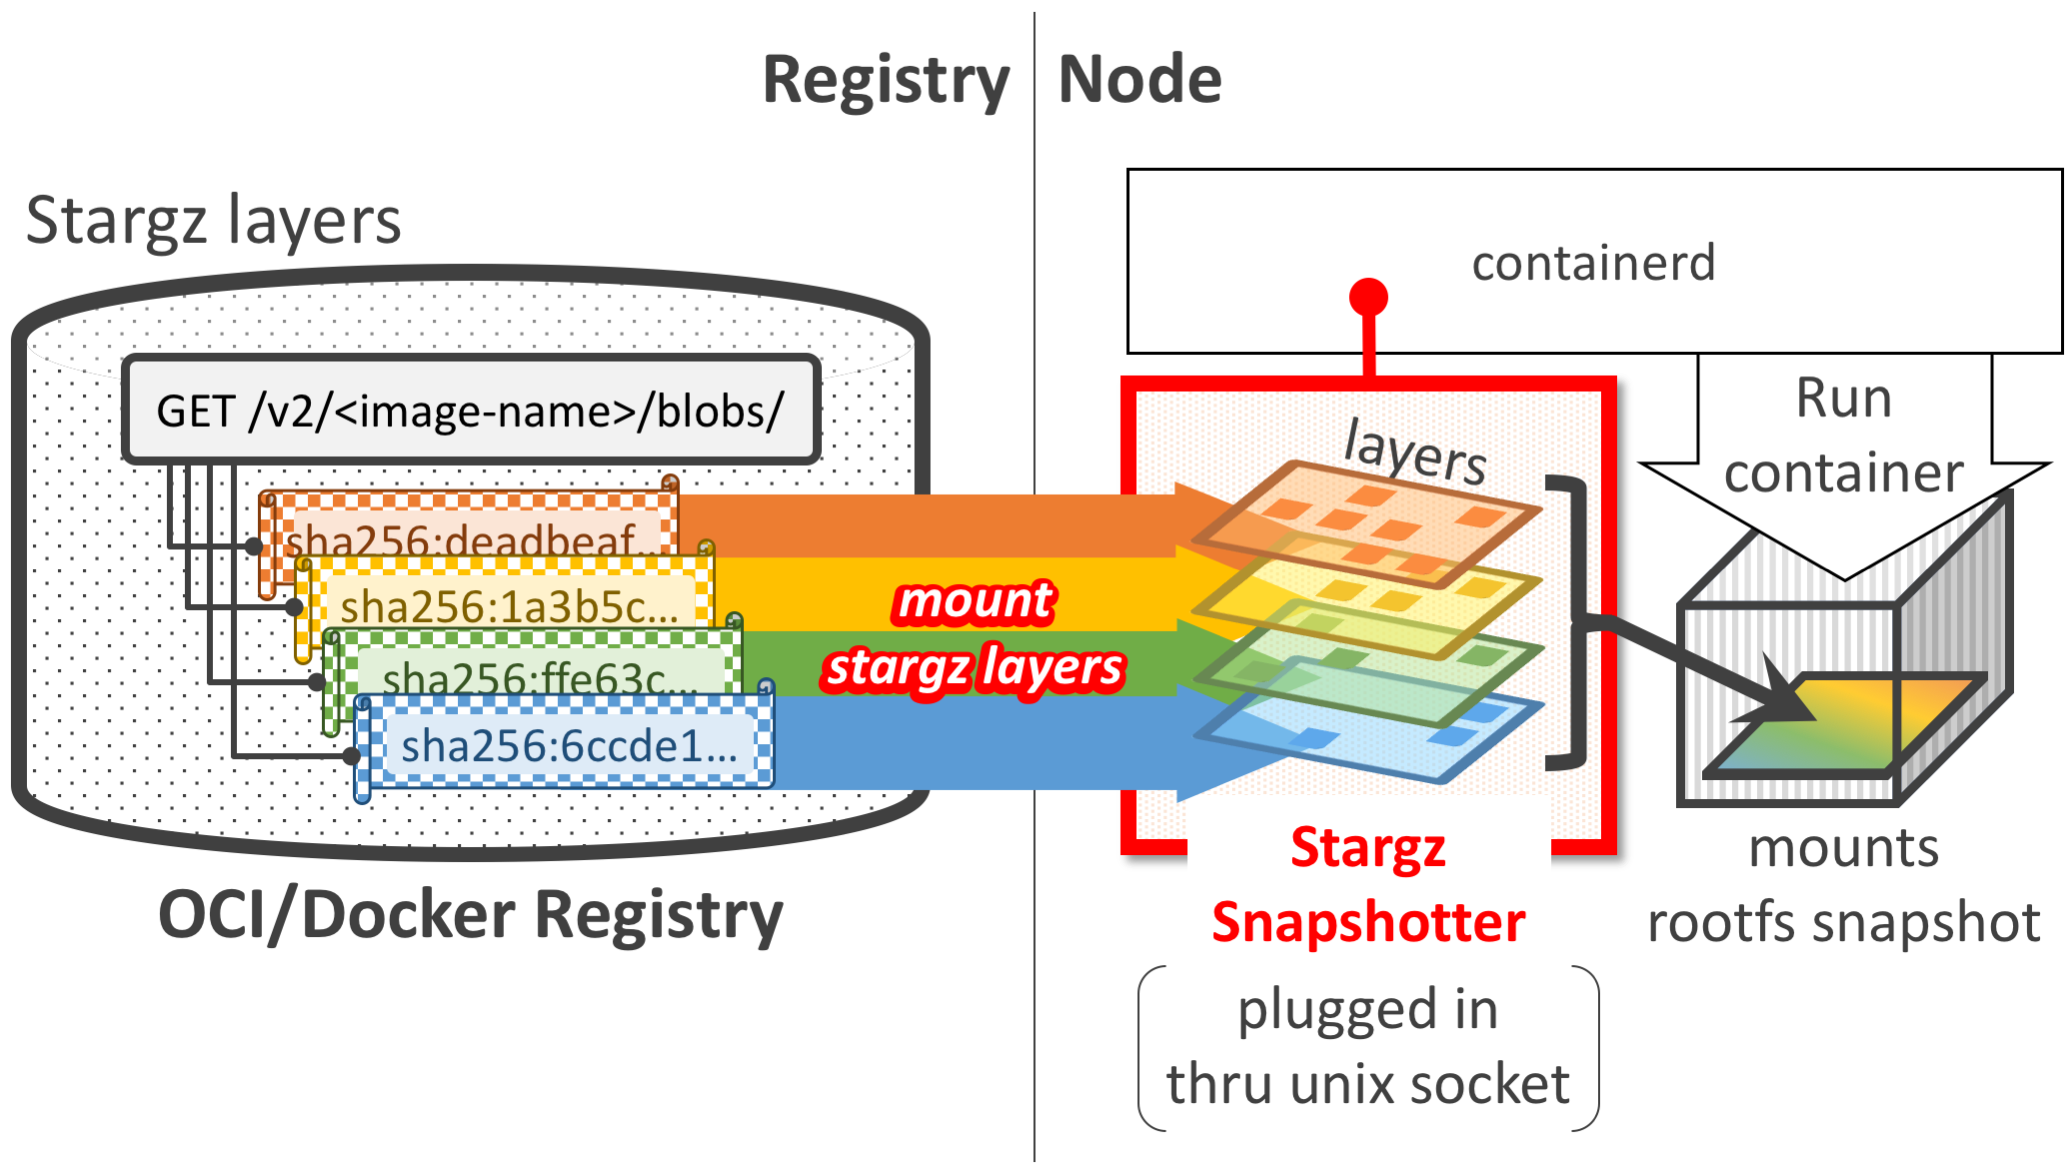 Registry
Node
Stargz layers
GET /v2/<image-name>/blobs/
sha256:deadbeaf...
sha256:1a3b5c...
sha256:ffe63c...
sha256:6ccde1...
OCI/Docker Registry
mount
stargz layers
containerd
layers
Run
container
Stargz
Snapshotter
plugged in
thru unix socket
mounts
rootfs snapshot